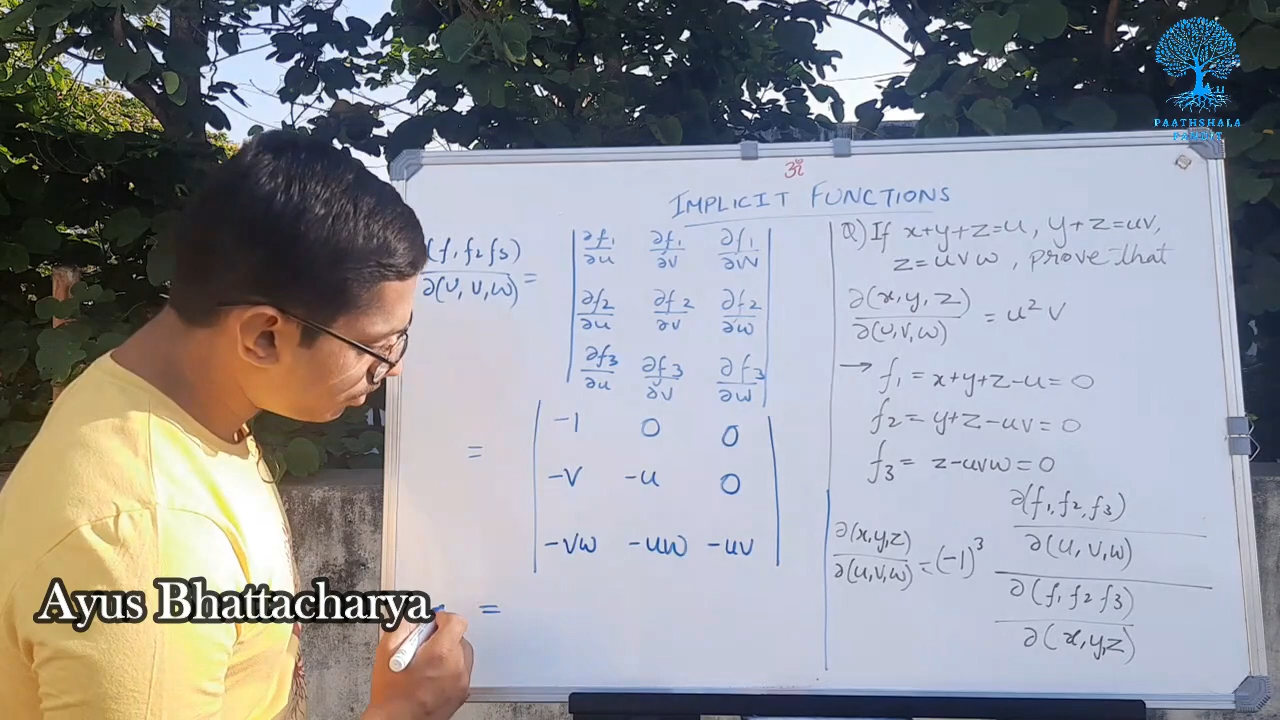 PAATHSHALA
PANDIT
ॐ
IMPLICIT FUNCTIONS
(f₁ f₂ f₃)
∂(u, v, w) =
∂f₁ ∂f₁ ∂f₁
∂u ∂v ∂w
∂f₂ ∂f₂ ∂f₂
∂u ∂v ∂w
∂f₃ ∂f₃ ∂f₃
∂u ∂v ∂w
=
-1 0 0
-v -u 0
-vw -uw -uv
=
Q) If x+y+z=u, y+z=uv,
z=uvw, prove that
∂(x, y, z)
∂(u, v, w) = u² v
→ f₁ = x+y+z-u=0
f₂ = y+z-uv=0
f₃ = z-uvw=0
∂(x,y,z)
∂(u,v,w) = (-1)³
∂(f₁, f₂, f₃)
∂(u, v, w)
∂(f₁ f₂ f₃)
∂(x, y, z)
Ayus Bhattacharya